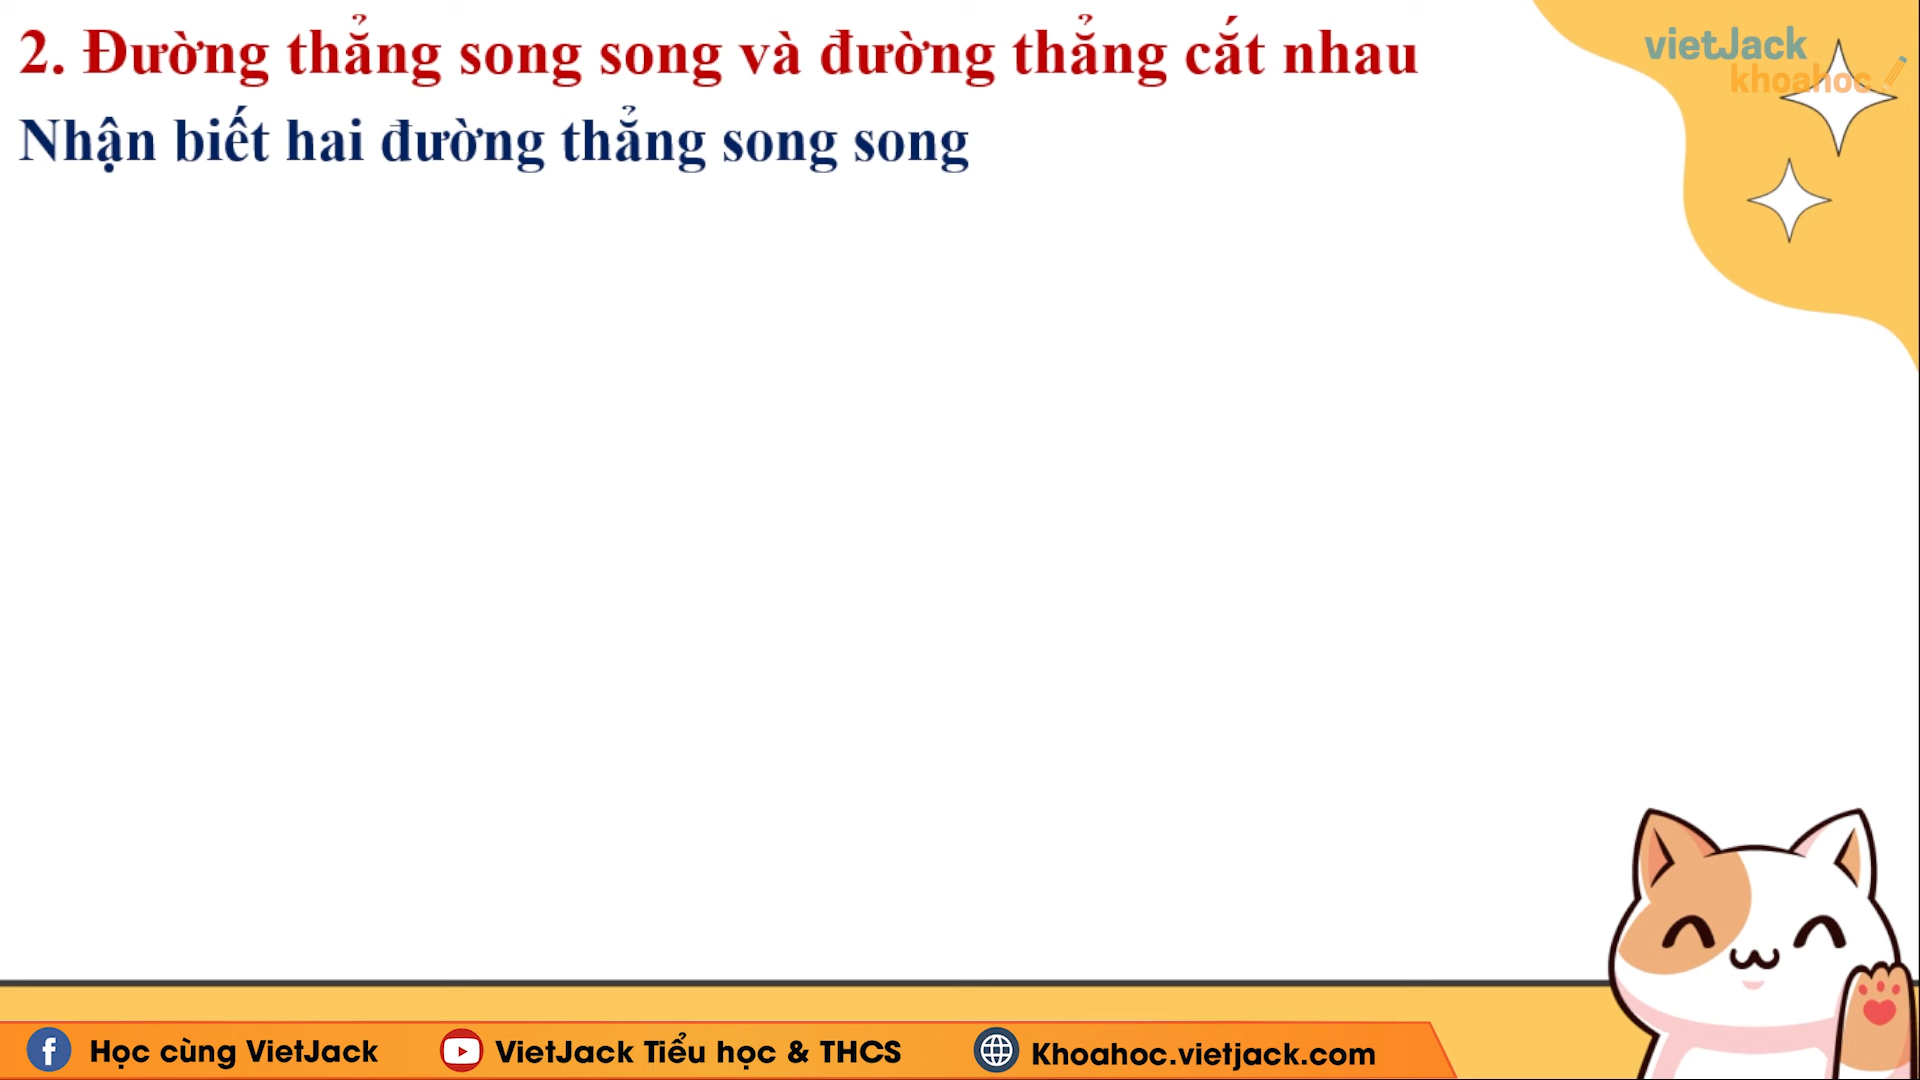 2. Đường thẳng song song và đường thẳng cắt nhau
Nhận biết hai đường thẳng song song
vietJack
khoahoc
Học cùng VietJack
VietJack Tiểu học & THCS
Khoahoc.vietjack.com